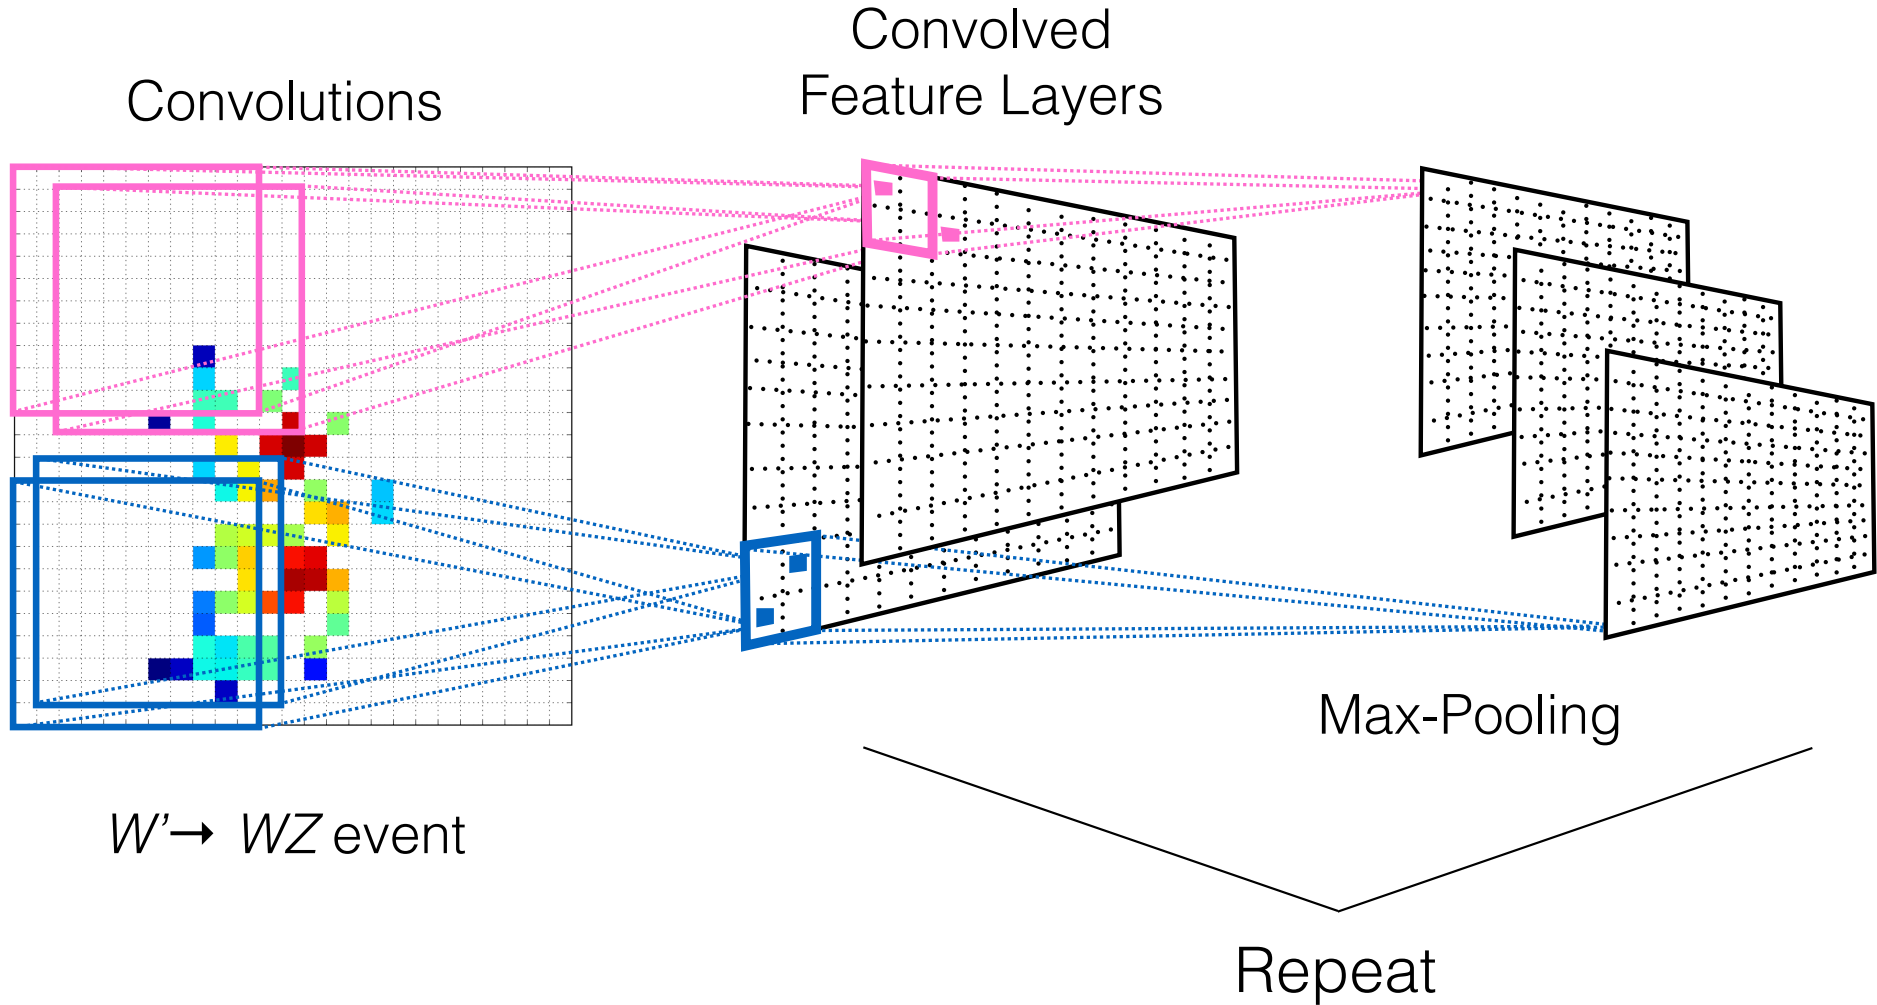 Convolutions
Convolved
Feature Layers
Max-Pooling
W'→ WZ event
Repeat